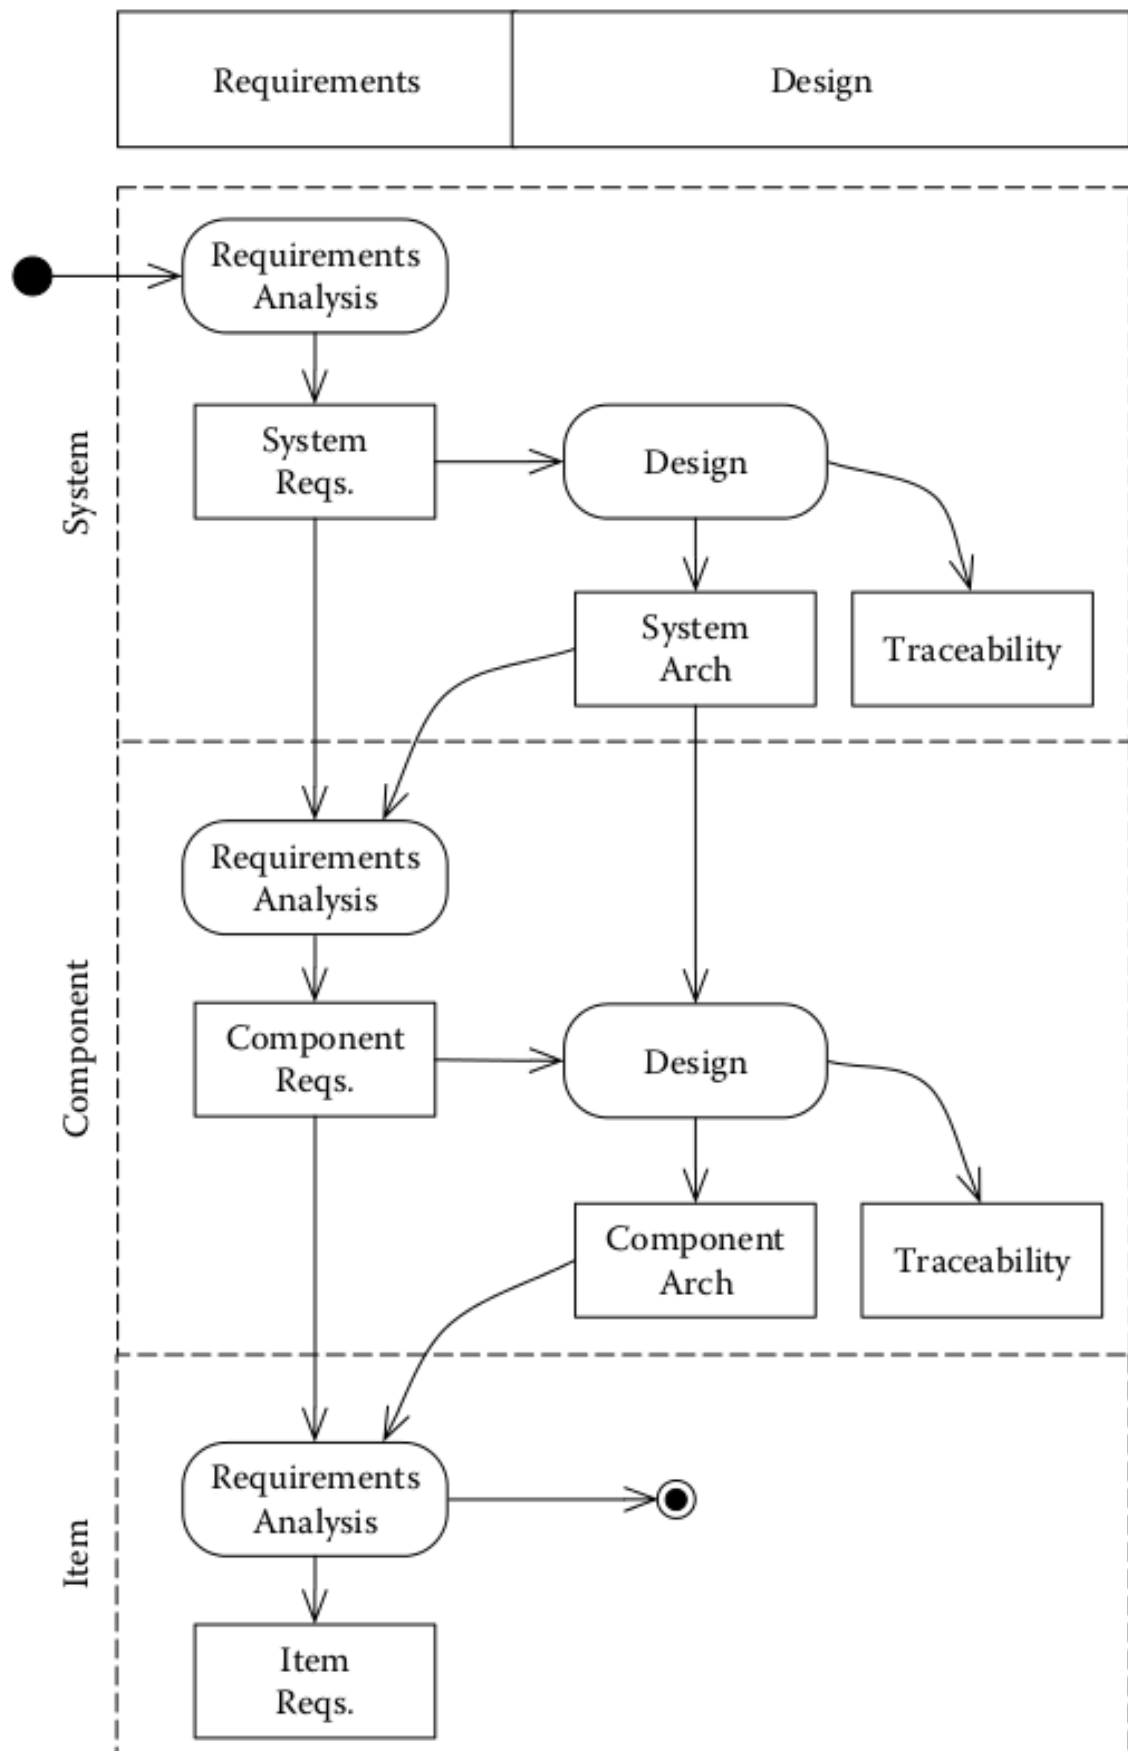 Requirements
Design
System
Requirements
Analysis
System
Reqs.
Design
System
Arch
Traceability
Component
Requirements
Analysis
Component
Reqs.
Design
Component
Arch
Traceability
Item
Requirements
Analysis
Item
Reqs.